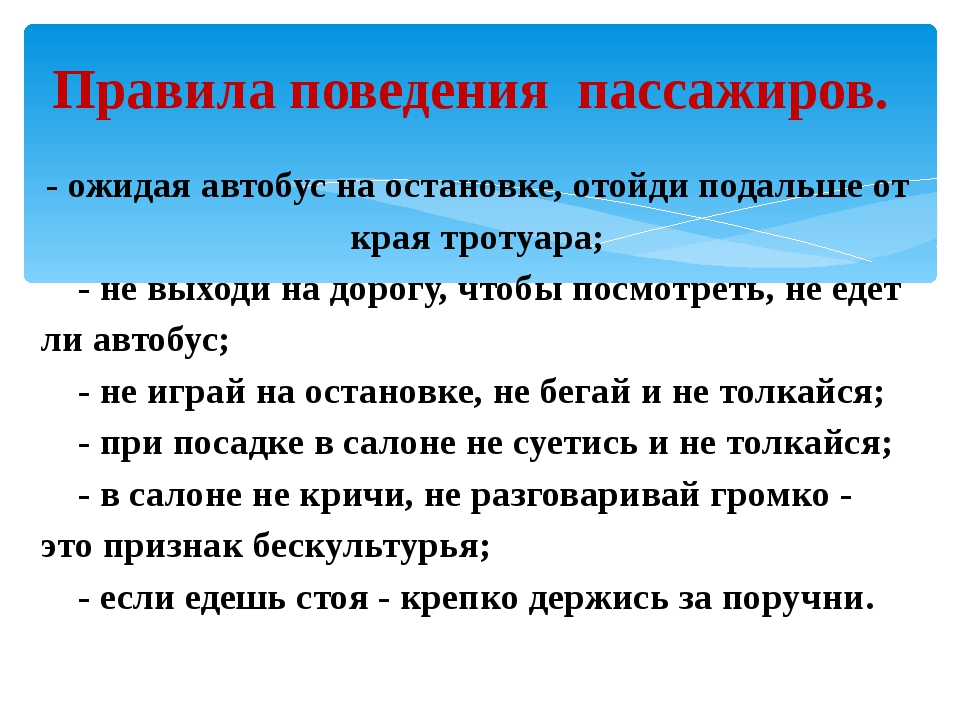 Правила поведения пассажиров.
- ожидая автобус на остановке, отойди подальше от
края тротуара;
- не выходи на дорогу, чтобы посмотреть, не едет
ли автобус;
- не играй на остановке, не бегай и не толкайся;
- при посадке в салоне не суетись и не толкайся;
- в салоне не кричи, не разговаривай громко -
это признак бескультурья;
- если едешь стоя - крепко держись за поручни.